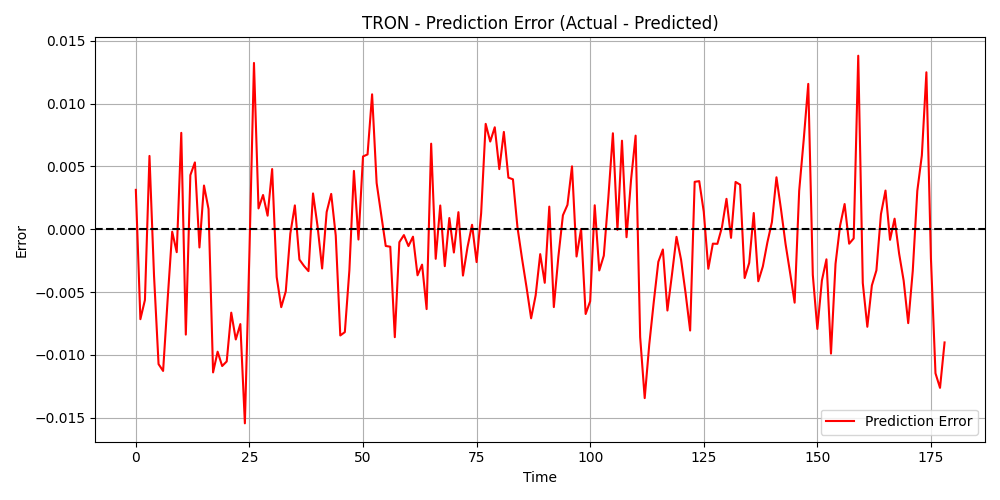 TRON - Prediction Error (Actual - Predicted)
0.015
0.010
0.005
0.000
−0.005
−0.010
−0.015
Error
0 25 50 75 100 125 150 175
Time
Prediction Error